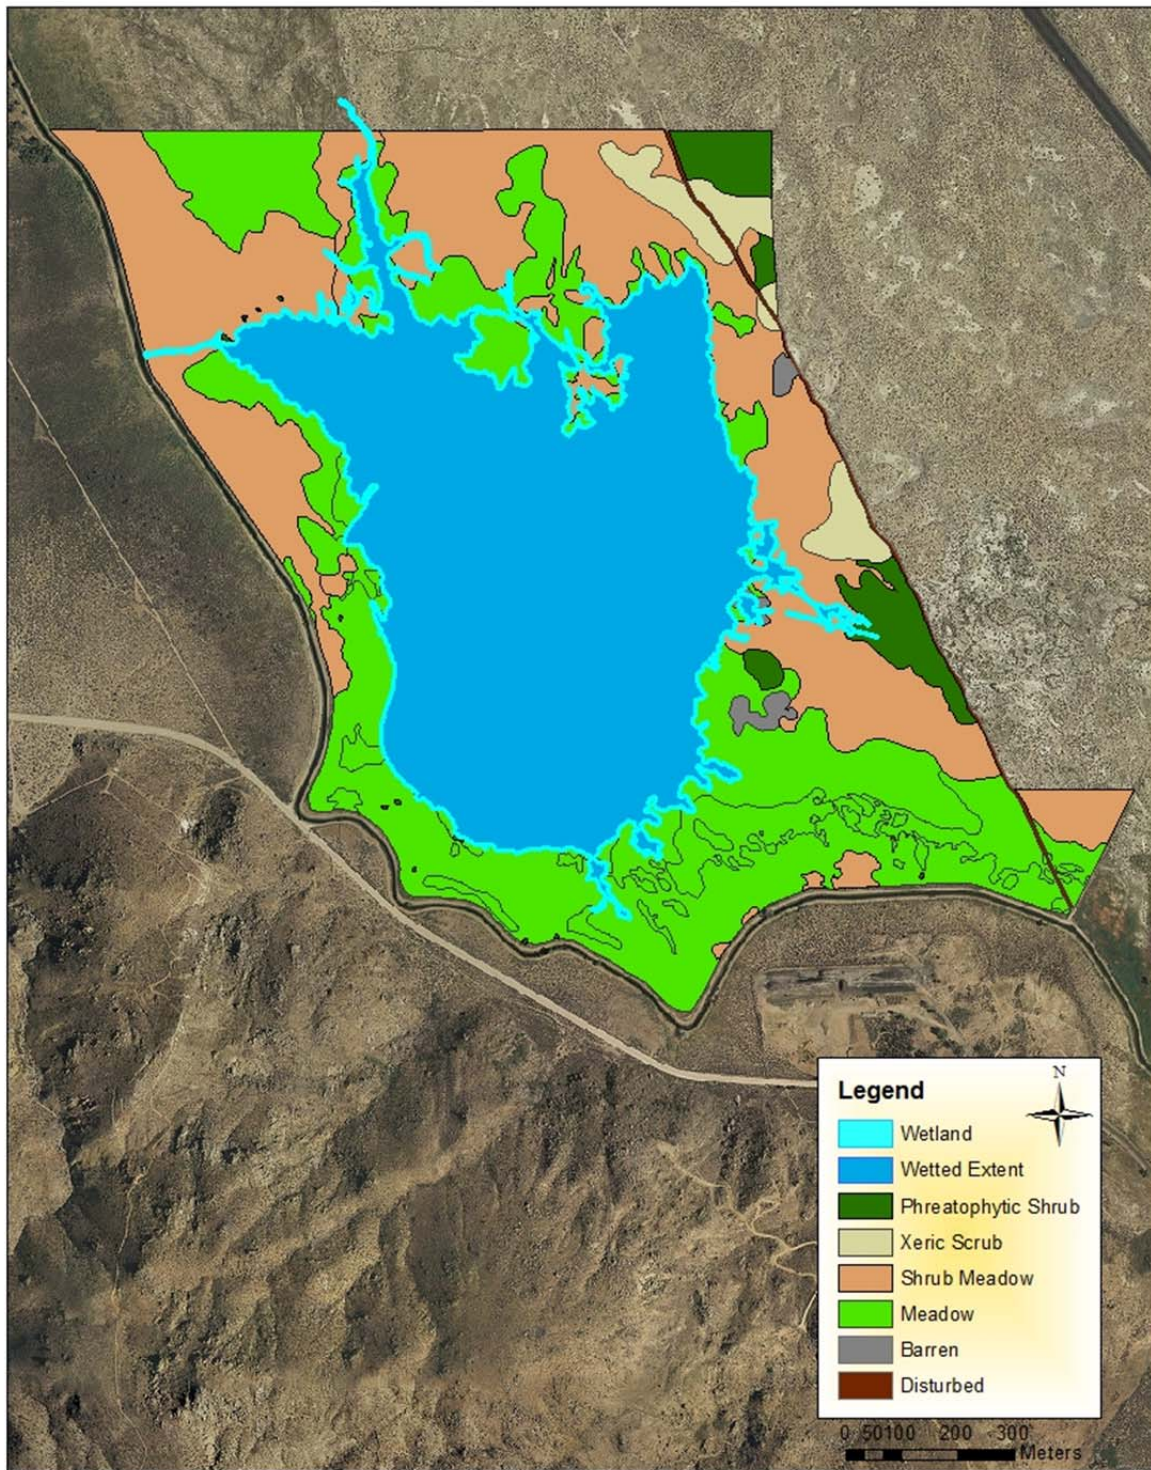 Legend
N
Wetland
Wetted Extent
Phreatophytic Shrub
Xeric Scrub
Shrub Meadow
Meadow
Barren
Disturbed
0 50100 200 300
Meters